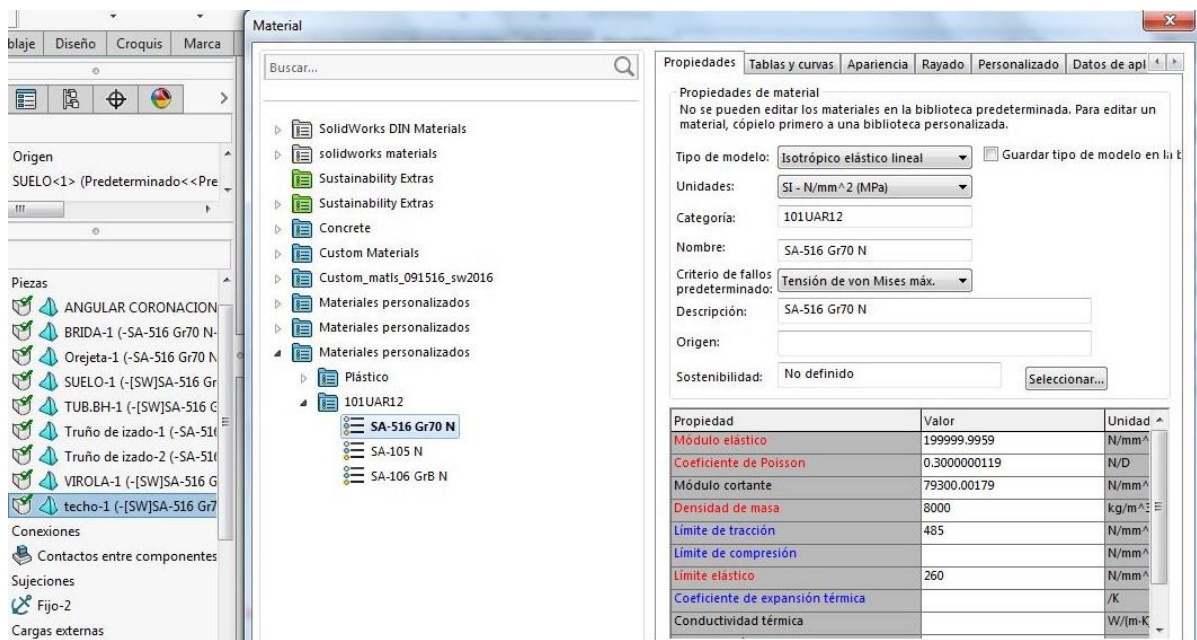 blaje Diseño Croquis Marca
Origen
SUELO<1> (Predeterminado<<Pre
Piezas
ANGULAR CORONACION
BRIDA-1 (-SA-516 Gr70 N-
Orejeta-1 (-SA-516 Gr70 N
SUELO-1 (-[SW]SA-516 Gr
TUB.BH-1 (-[SW]SA-516 G
Truño de izado-1 (-SA-516
Truño de izado-2 (-SA-516
VIROLA-1 (-[SW]SA-516 G
techo-1 (-[SW]SA-516 Gr7
Conexiones
Contactos entre componentes
Sujeciones
Fijo-2
Cargas externas
Material
Buscar...
SolidWorks DIN Materials
solidworks materials
Sustainability Extras
Sustainability Extras
Concrete
Custom Materials
Custom_matls_091516_sw2016
Materiales personalizados
Materiales personalizados
Materiales personalizados
Plástico
101UAR12
SA-516 Gr70 N
SA-105 N
SA-106 GrB N
Propiedades Tablas y curvas Apariencia Rayado Personalizado Datos de apl
Propiedades de material
No se pueden editar los materiales en la biblioteca predeterminada. Para editar un
material, cópielo primero a una biblioteca personalizada.
Tipo de modelo: Isotrópico elástico lineal Guardar tipo de modelo en la b
Unidades: SI - N/mm^2 (MPa)
Categoría: 101UAR12
Nombre: SA-516 Gr70 N
Criterio de fallos
predeterminado: Tensión de von Mises máx.
Descripción: SA-516 Gr70 N
Origen:
Sostenibilidad: No definido Seleccionar...
Propiedad Valor Unidad
Módulo elástico 199999.9959 N/mm^
Coeficiente de Poisson 0.3000000119 N/D
Módulo cortante 79300.00179 N/mm^
Densidad de masa 8000 kg/m^3
Límite de tracción 485 N/mm^
Límite de compresión N/mm^
Límite elástico 260 N/mm^
Coeficiente de expansión térmica /K
Conductividad térmica W/(m·K